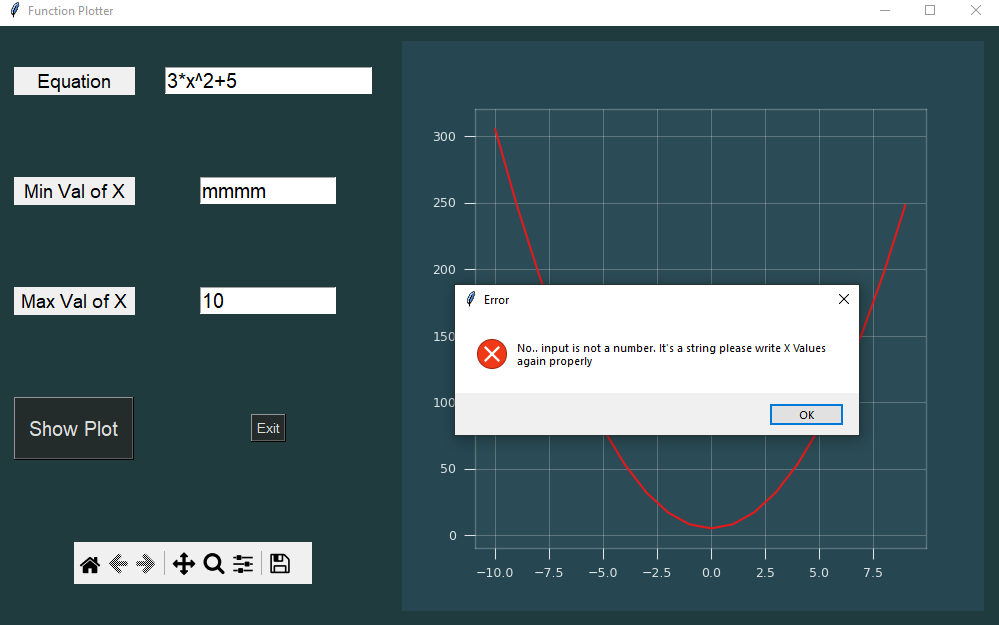 Function Plotter
Equation
3*x^2+5
Min Val of X
mmmm
Max Val of X
10
Show Plot
Exit
300
250
200
150
100
50
0
−10.0 −7.5 −5.0 −2.5 0.0 2.5 5.0 7.5
Error
No.. input is not a number. It's a string please write X Values
again properly
OK